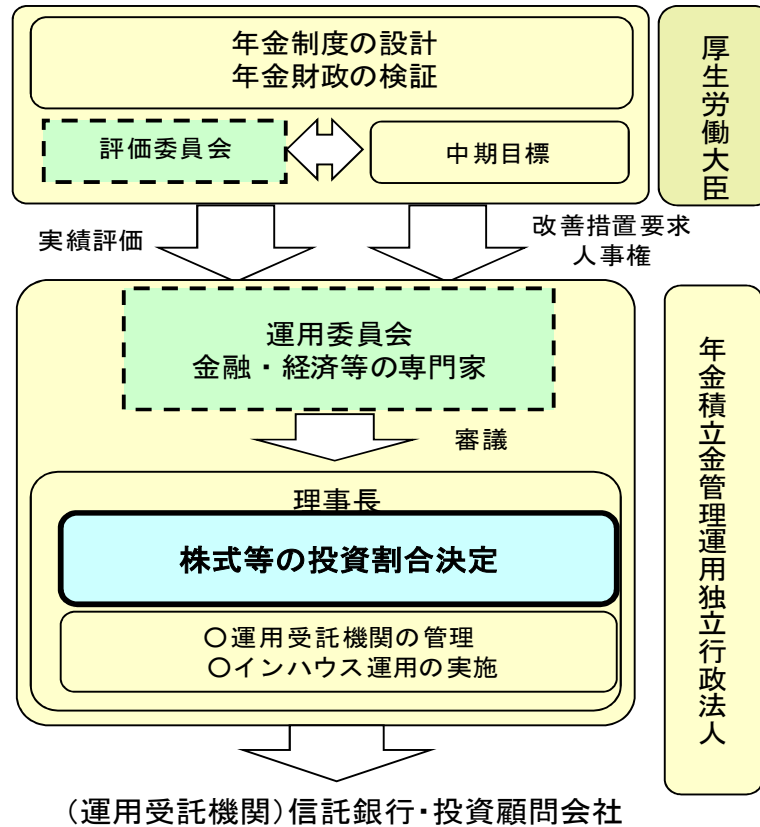 年金制度の設計
年金財政の検証
評価委員会
中期目標
厚生労働大臣
実績評価
改善措置要求
人事権
運用委員会
金融・経済等の専門家
審議
理事長
株式等の投資割合決定
〇運用受託機関の管理
〇インハウス運用の実施
年金積立金管理運用独立行政法人
(運用受託機関)信託銀行・投資顧問会社